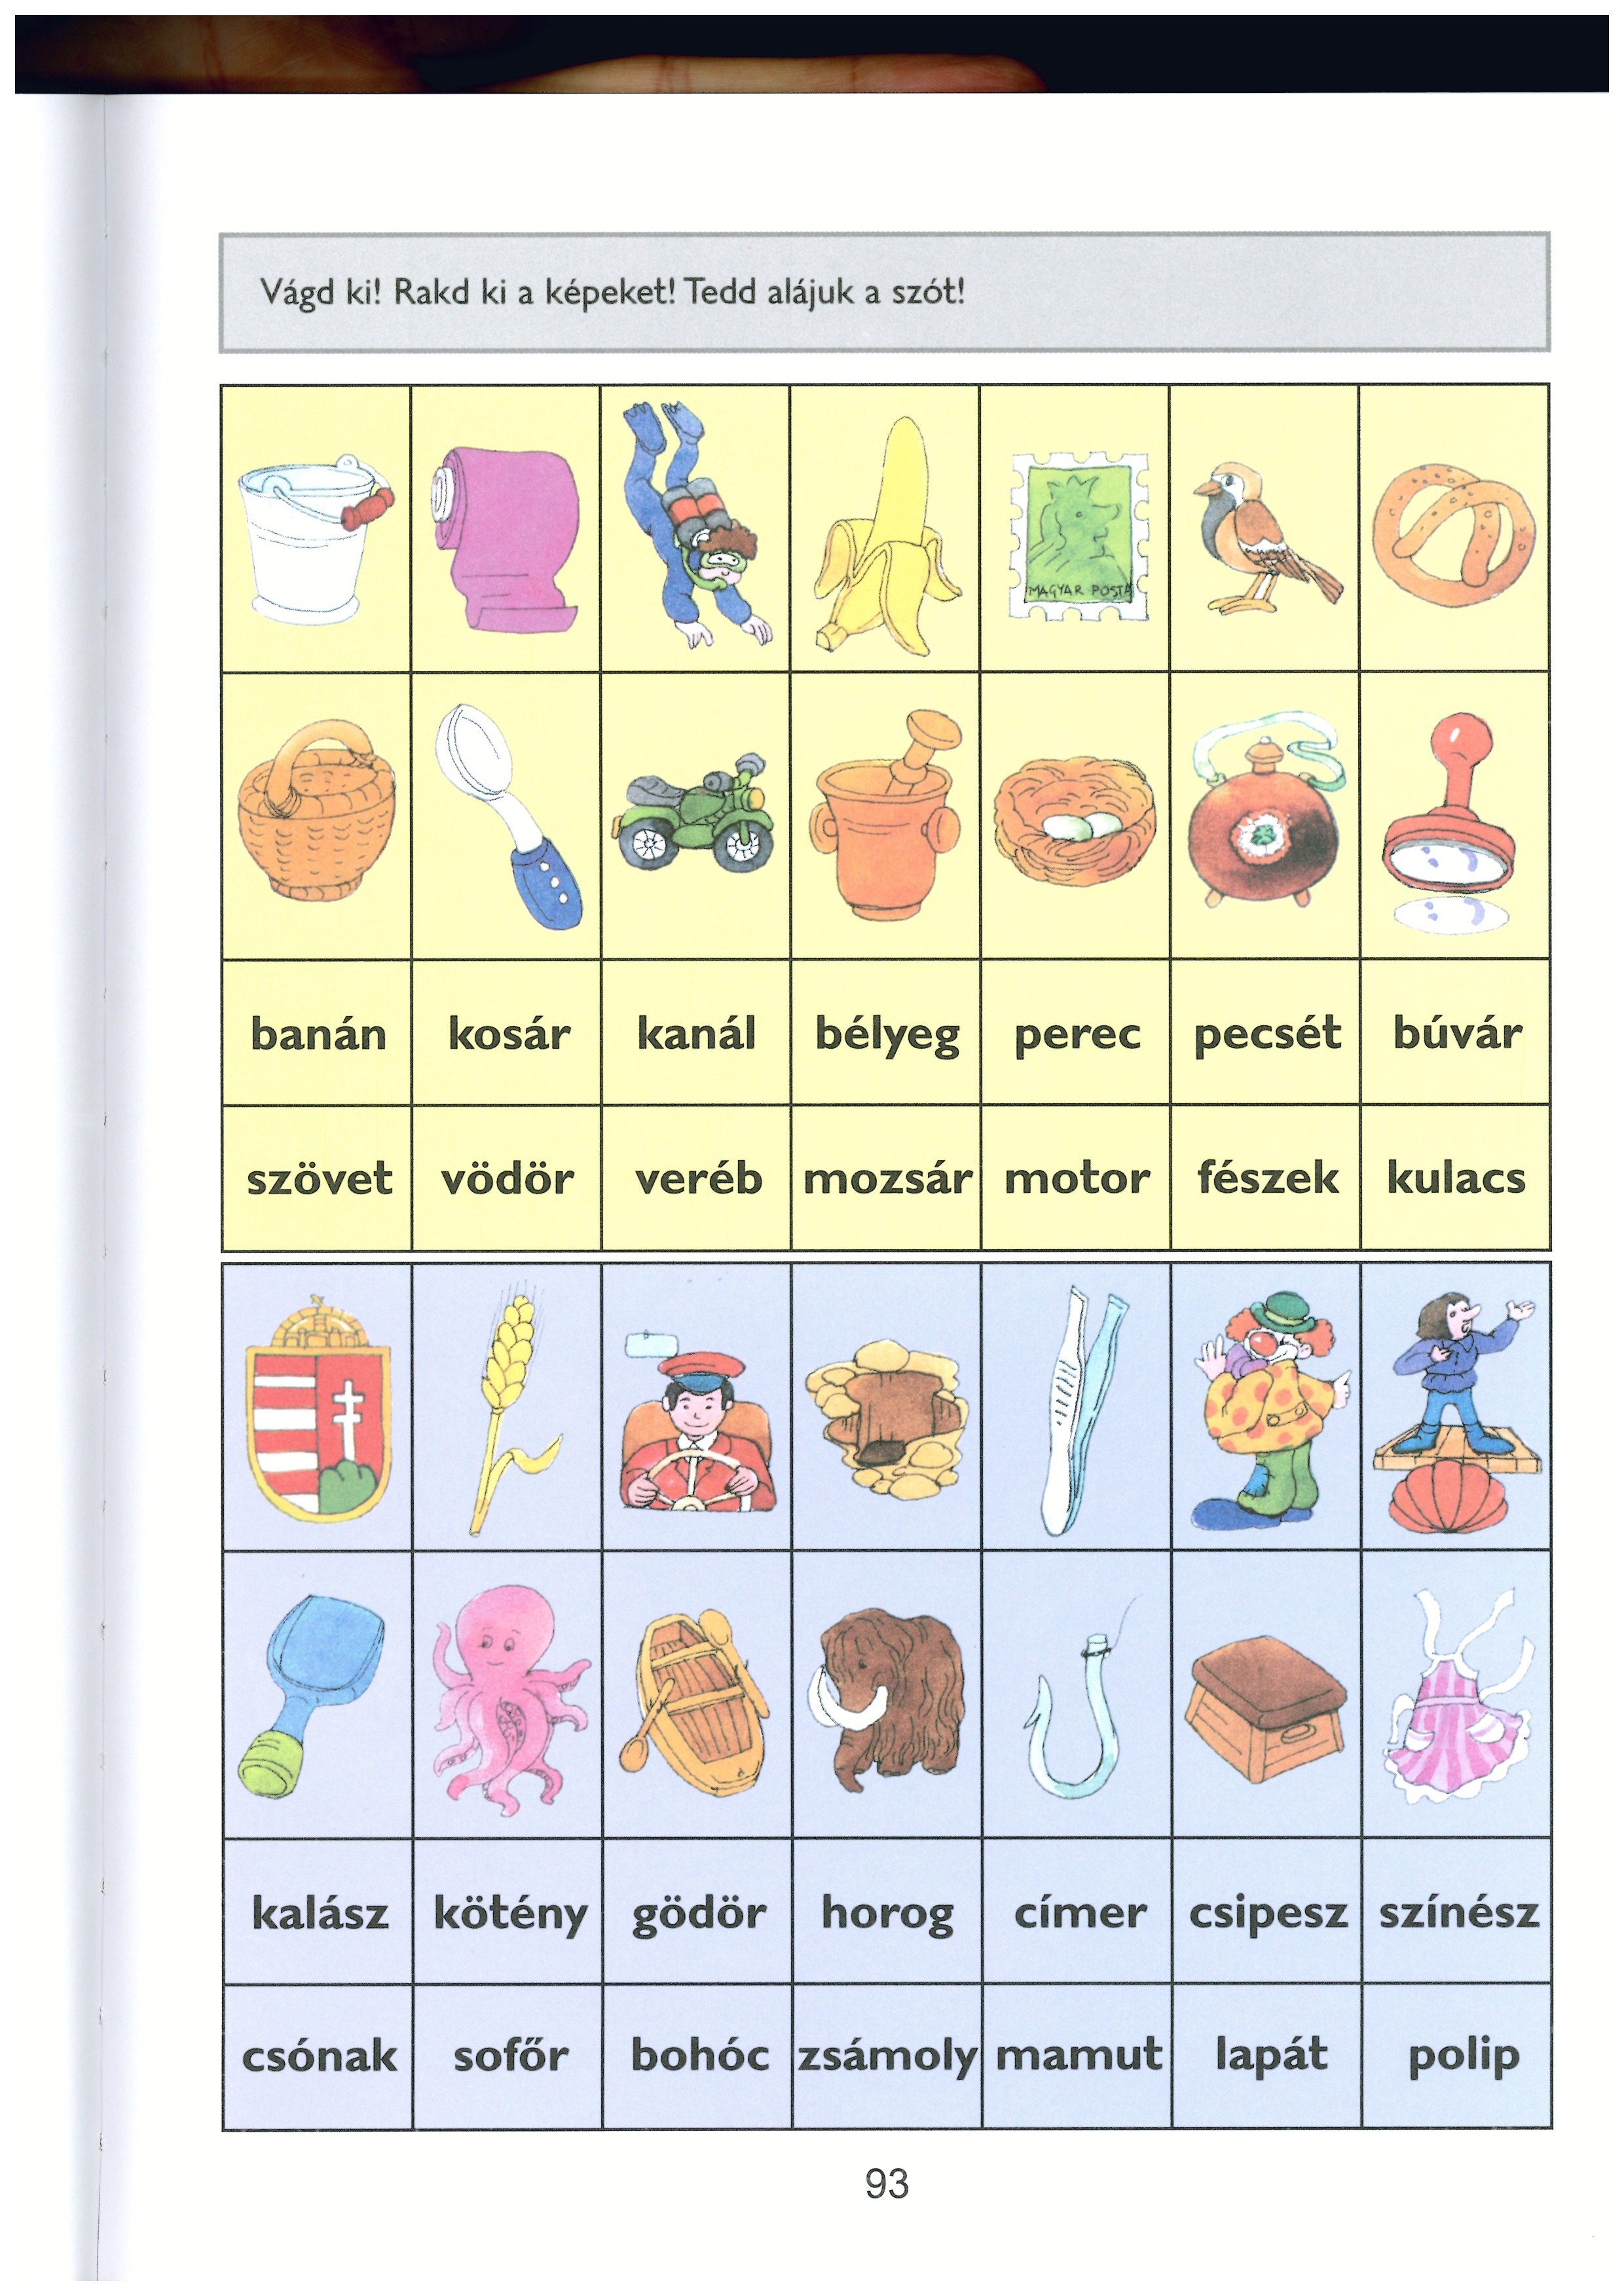 Vágd ki! Rakd ki a képeket! Tedd alájuk a szót!
MAGYAR POSTA
banán kosár kanál bélyeg perec pecsét búvár
szövet vödör veréb mozsár motor fészek kulacs
kalász kötény gödör horog címer csipesz színész
csónak sofőr bohóc zsámoly mamut lapát polip
93